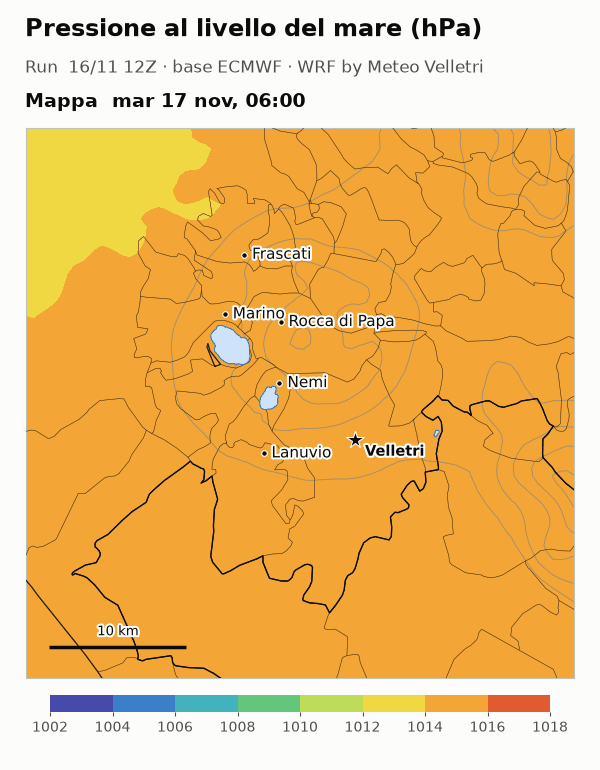 Pressione al livello del mare (hPa)
Run 16/11 12Z · base ECMWF · WRF by Meteo Velletri
Mappa mar 17 nov, 06:00
Frascati
Marino
Rocca di Papa
Nemi
Velletri
Lanuvio
10 km
1002 1004 1006 1008 1010 1012 1014 1016 1018